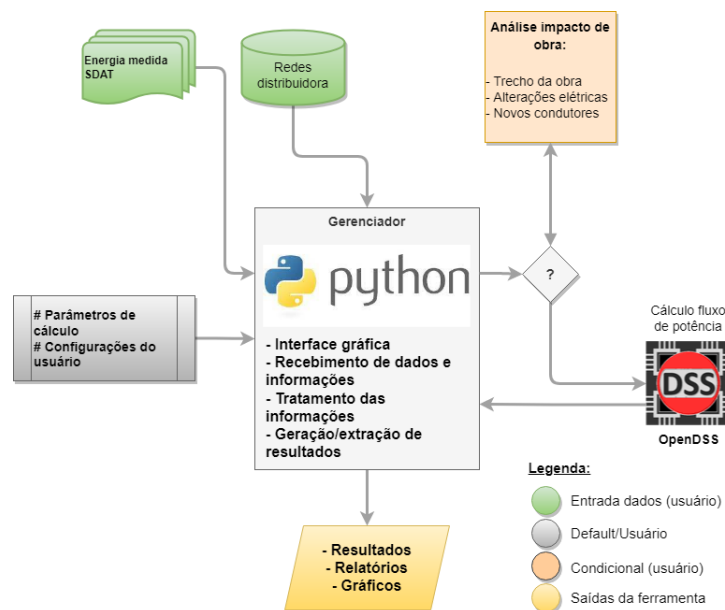 Energia medida
SDAT
Redes
distribuidora
Análise impacto de
obra:
- Trecho da obra
- Alterações elétricas
- Novos condutores
Gerenciador
python
- Interface gráfica
- Recebimento de dados e
informações
- Tratamento das
informações
- Geração/extração de
resultados
?
# Parâmetros de
cálculo
# Configurações do
usuário
Cálculo fluxo
de potência
DSS
OpenDSS
- Resultados
- Relatórios
- Gráficos
Legenda:
Entrada dados (usuário)
Default/Usuário
Condicional (usuário)
Saídas da ferramenta